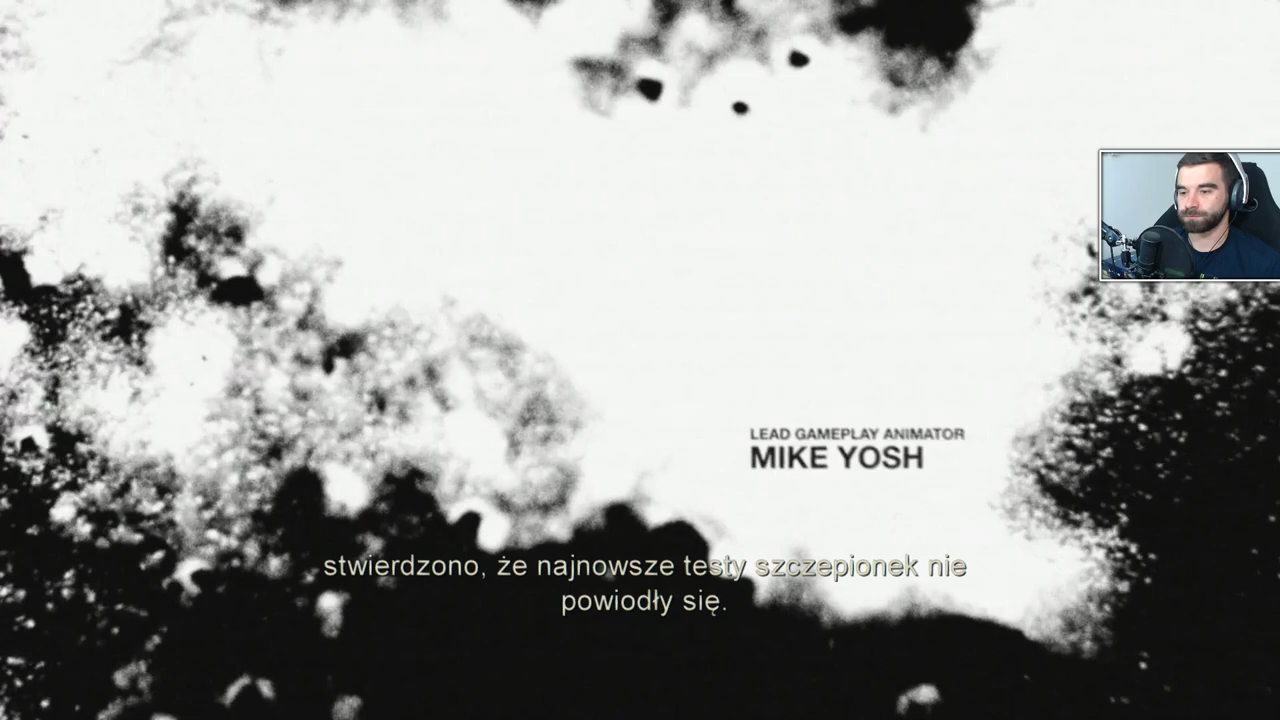 LEAD GAMEPLAY ANIMATOR
MIKE YOSH
stwierdzono, że najnowsze testy szczepionek nie
powiodły się.